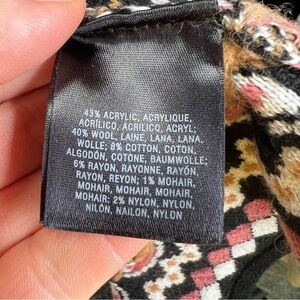 43% ACRYLIC, ACRYLIQUE,
ACRÍLICO, ACRILICO, ACRYL;
40% WOOL, LAINE, LANA, LANA,
WOLLE; 8% COTTON, COTON,
ALGODÓN, COTONE, BAUMWOLLE;
6% RAYON, RAYONNE, RAYÓN,
RAYON, REYON; 1% MOHAIR,
MOHAIR, MOHAIR, MOHAIR,
MOHAIR; 2% NYLON, NYLON,
NILÓN, NAILON, NYLON